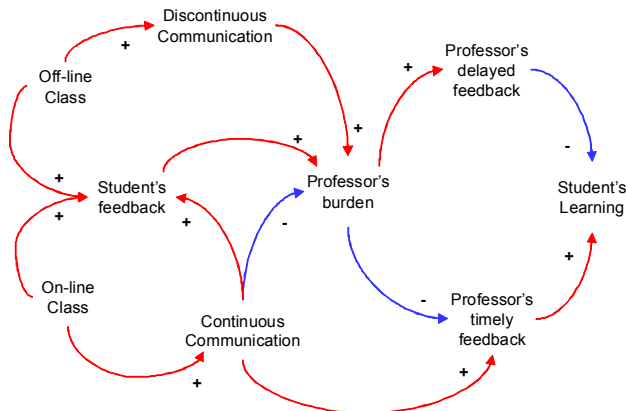 Discontinuous
Communication
+
Professor's
delayed
feedback
+
Off-line
Class
-
+
+
+
Student's
feedback
+
Professor's
burden
Student's
Learning
+
-
+
On-line
Class
-
Professor's
timely
feedback
Continuous
Communication
+
+